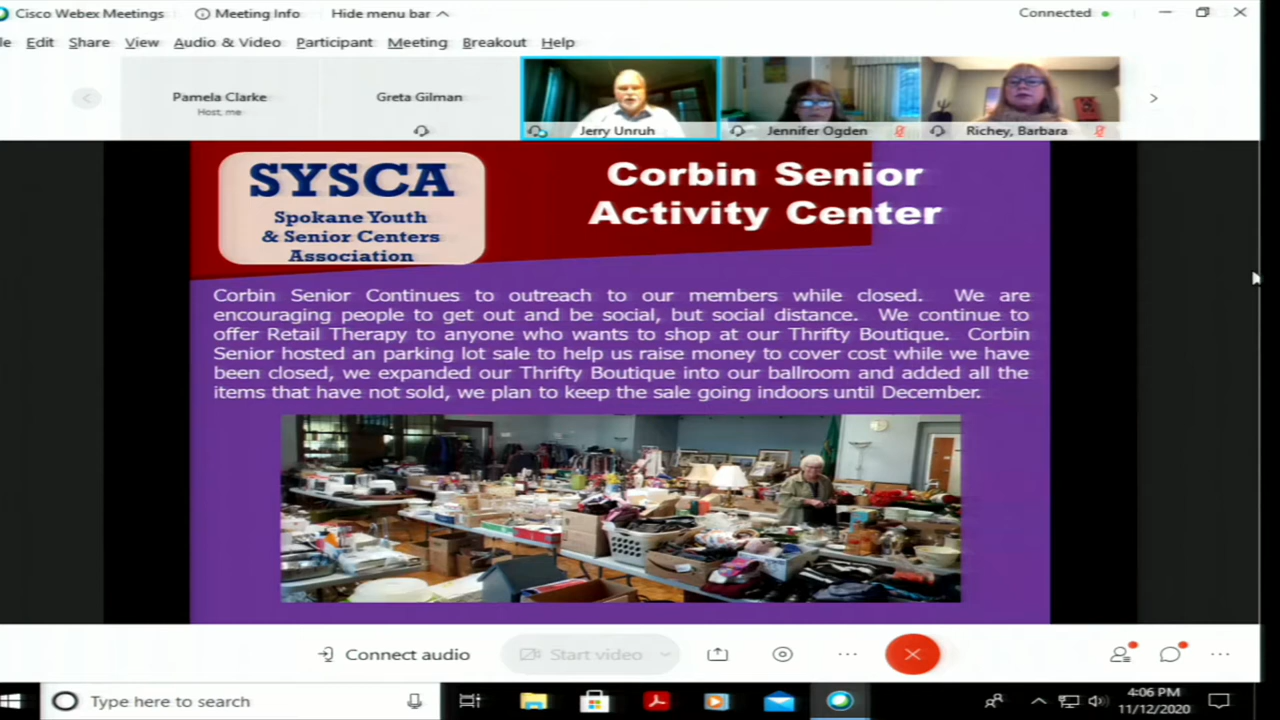 Cisco Webex Meetings
Meeting Info
Hide menu bar
Connected
le Edit Share View Audio & Video Participant Meeting Breakout Help
Pamela Clarke
Host, me
Greta Gilman
Jerry Unruh
Jennifer Ogden
Richey, Barbara
SYSCA
Spokane Youth
& Senior Centers
Association
Corbin Senior
Activity Center
Corbin Senior Continues to outreach to our members while closed. We are
encouraging people to get out and be social, but social distance. We continue to
offer Retail Therapy to anyone who wants to shop at our Thrifty Boutique. Corbin
Senior hosted an parking lot sale to help us raise money to cover cost while we have
been closed, we expanded our Thrifty Boutique into our ballroom and added all the
items that have not sold, we plan to keep the sale going indoors until December.
Connect audio
Start video
Type here to search
4:06 PM
11/12/2020